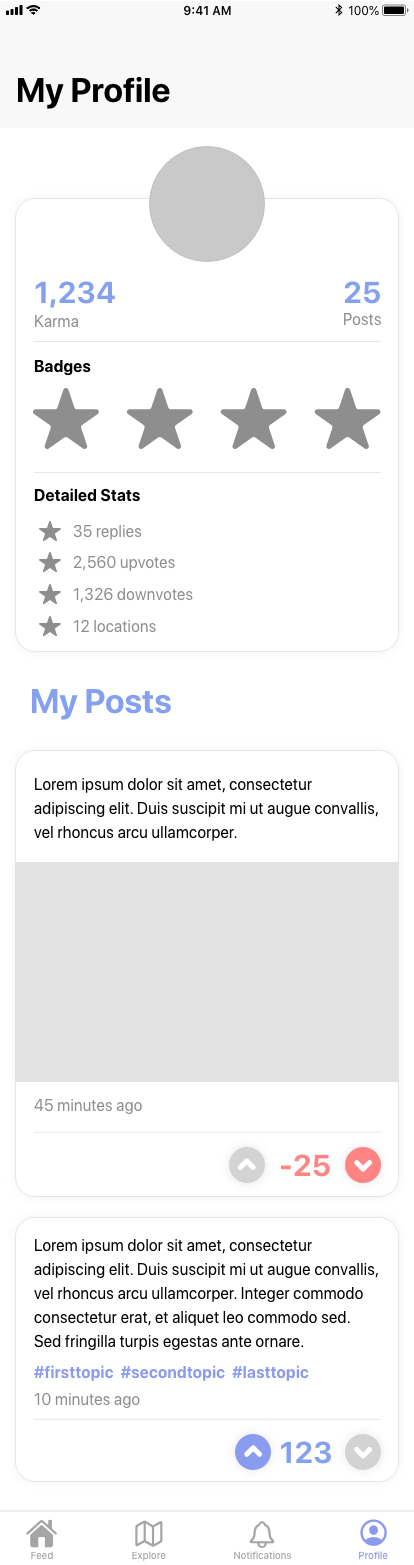 9:41 AM
100%
My Profile
1,234
25
Karma
Posts
Badges
Detailed Stats
35 replies
2,560 upvotes
1,326 downvotes
12 locations
My Posts
Lorem ipsum dolor sit amet, consectetur
adipiscing elit. Duis suscipit mi ut augue convallis,
vel rhoncus arcu ullamcorper.
45 minutes ago
-25
Lorem ipsum dolor sit amet, consectetur
adipiscing elit. Duis suscipit mi ut augue convallis,
vel rhoncus arcu ullamcorper. Integer commodo
consectetur erat, et aliquet leo commodo sed.
Sed fringilla turpis egestas ante ornare.
#firsttopic #secondtopic #lasttopic
10 minutes ago
123
Feed
Explore
Notifications
Profile